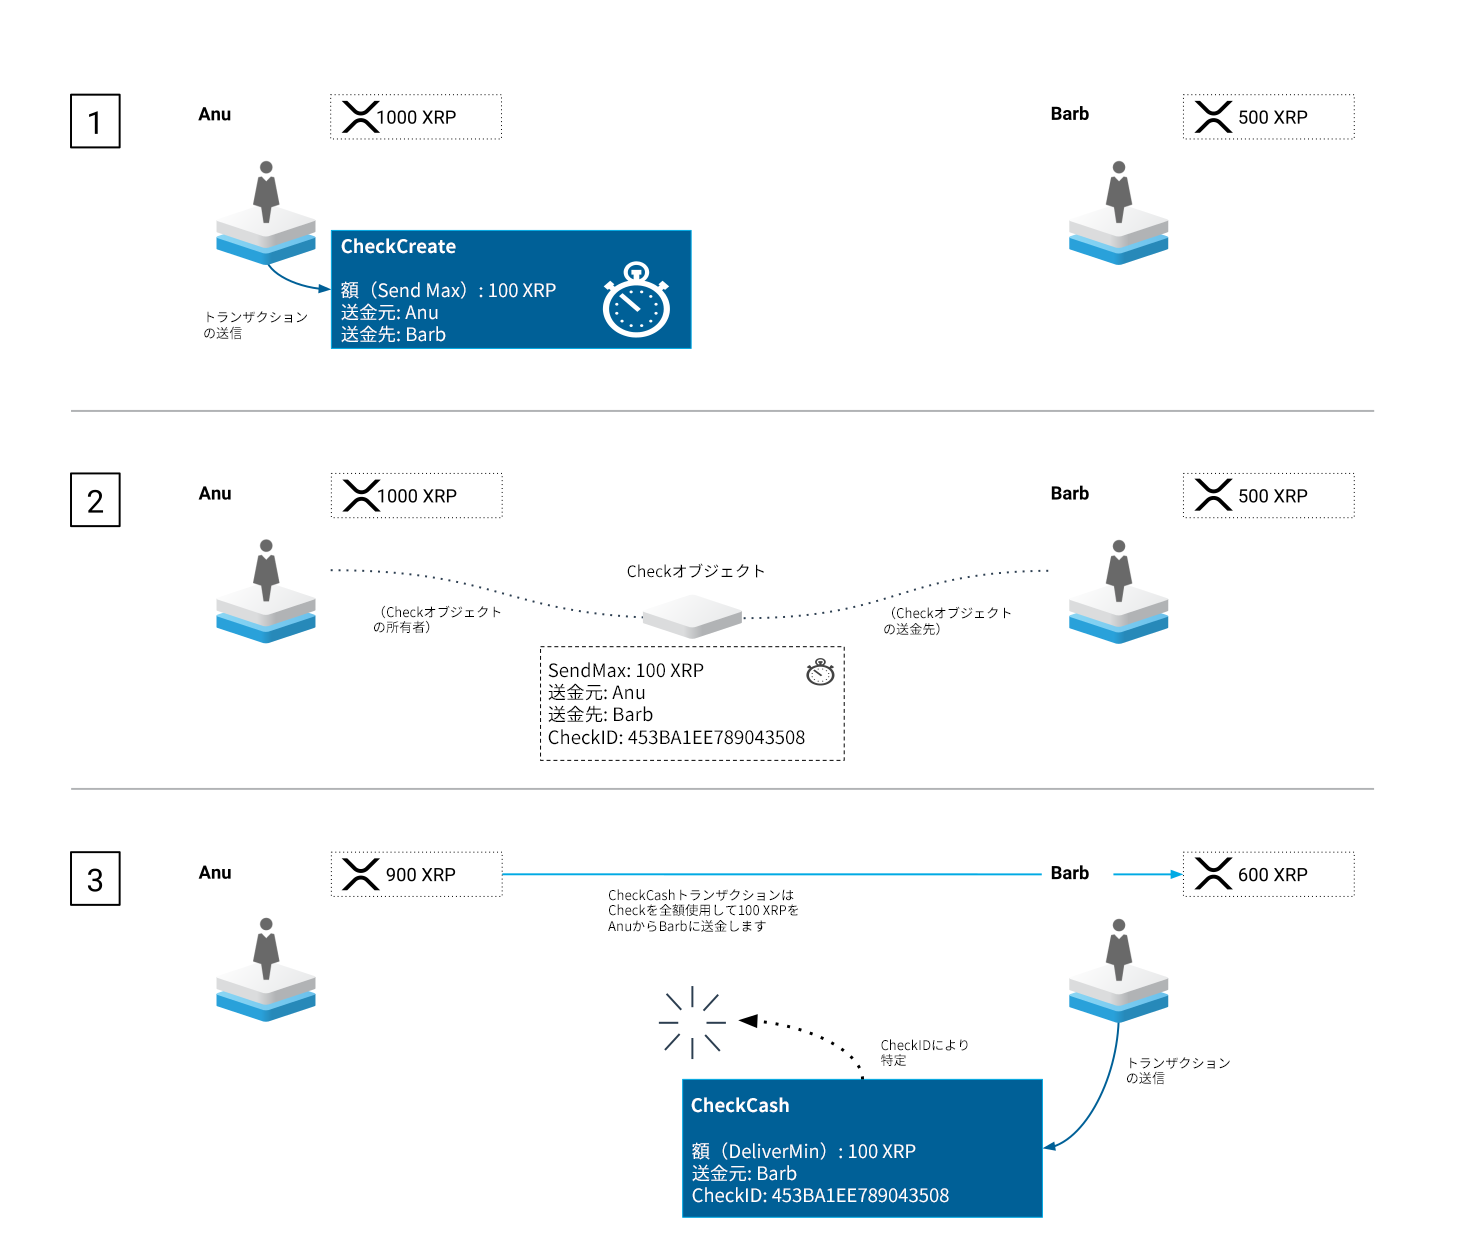 1
Anu
1000 XRP
Barb
500 XRP
CheckCreate
額（Send Max）: 100 XRP
送金元: Anu
送金先: Barb
トランザクション
の送信
2
Anu
1000 XRP
Barb
500 XRP
Checkオブジェクト
（Checkオブジェクト
の所有者）
（Checkオブジェクト
の送金先）
SendMax: 100 XRP
送金元: Anu
送金先: Barb
CheckID: 453BA1EE789043508
3
Anu
900 XRP
Barb
600 XRP
CheckCashトランザクションは
Checkを全額使用して100 XRPを
AnuからBarbに送金します
CheckIDにより
特定
トランザクション
の送信
CheckCash
額（DeliverMin）: 100 XRP
送金元: Barb
CheckID: 453BA1EE789043508